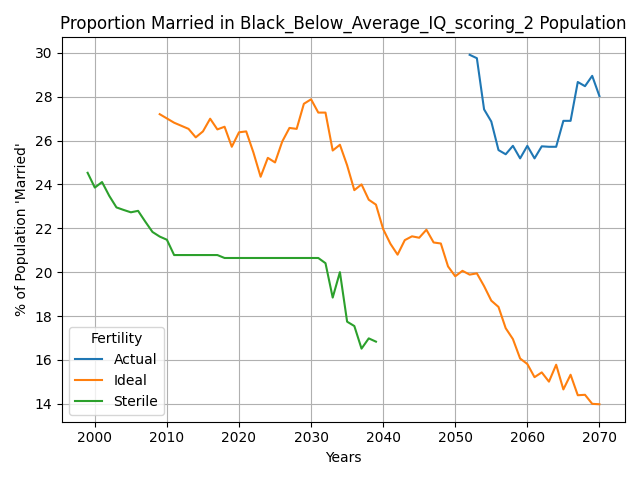 Proportion Married in Black_Below_Average_IQ_scoring_2 Population
% of Population 'Married'
30
28
26
24
22
20
18
16
14
Fertility
Actual
Ideal
Sterile
2000 2010 2020 2030 2040 2050 2060 2070
Years